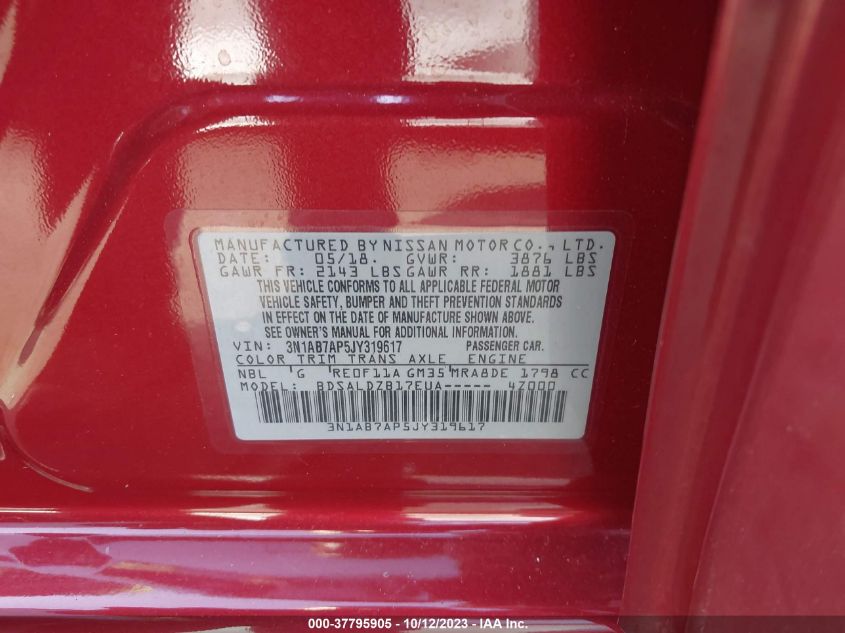 MANUFACTURED BY NISSAN MOTOR CO., LTD.
DATE: 05/18. GVWR: 3876 LBS
GAWR FR: 2143 LBS GAWR RR: 1881 LBS
THIS VEHICLE CONFORMS TO ALL APPLICABLE FEDERAL MOTOR
VEHICLE SAFETY, BUMPER AND THEFT PREVENTION STANDARDS
IN EFFECT ON THE DATE OF MANUFACTURE SHOWN ABOVE.
SEE OWNER'S MANUAL FOR ADDITIONAL INFORMATION.
VIN: 3N1AB7AP5JY319617 PASSENGER CAR.
COLOR TRIM TRANS AXLE ENGINE
NBL G RE0F11A GM35 MRA8DE 1798 CC
MODEL: BDSALDZB17EUA----- 4Z000
3N1AB7AP5JY319617
000-37795905 - 10/12/2023 - IAA Inc.